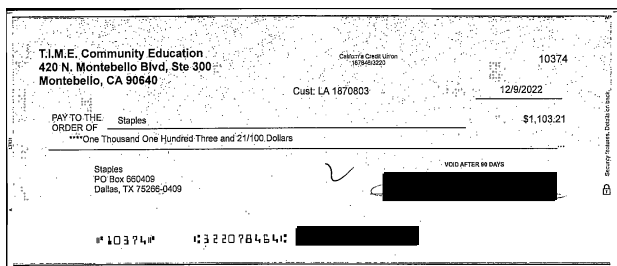 T.I.M.E. Community Education
420 N. Montebello Blvd, Ste 300
Montebello, CA 90640
California Credit Union
10374
Cust: LA 1870803
12/9/2022
PAY TO THE
ORDER OF Staples
$1,103.21
****One Thousand One Hundred Three and 21/100 Dollars
Security features. Details on back.
Staples
PO Box 660409
Dallas, TX 75266-0409
VOID AFTER 90 DAYS
⑈10374⑈ ⑆322078464⑆